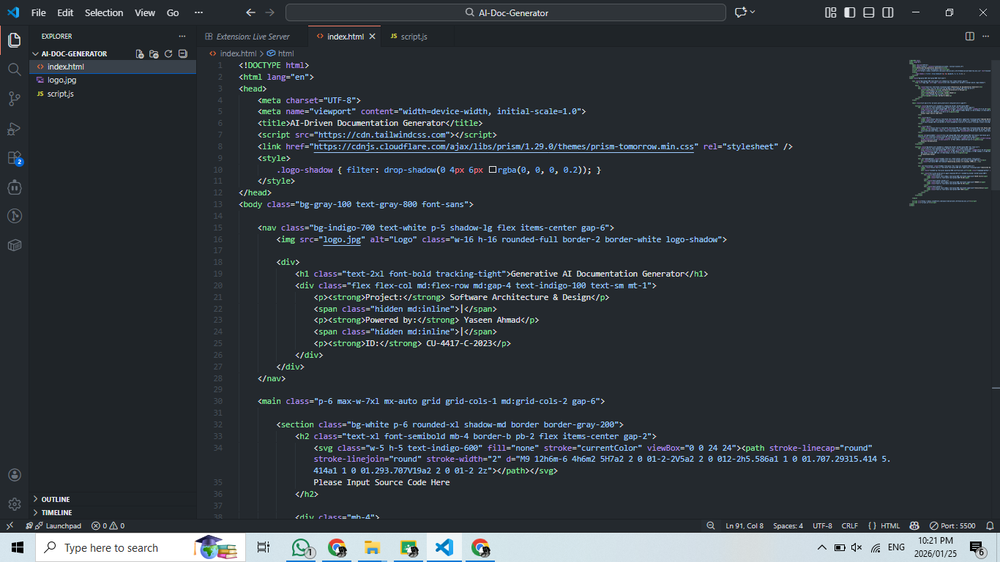 File Edit Selection View Go ··· AI-Doc-Generator
EXPLORER ···
AI-DOC-GENERATOR
index.html
logo.jpg
JS script.js
OUTLINE
TIMELINE
2
Extension: Live Server <> index.html × JS script.js ···
<> index.html > html
1 <!DOCTYPE html>
2 <html lang="en">
3 <head>
4 <meta charset="UTF-8">
5 <meta name="viewport" content="width=device-width, initial-scale=1.0">
6 <title>AI-Driven Documentation Generator</title>
7 <script src="https://cdn.tailwindcss.com"></script>
8 <link href="https://cdnjs.cloudflare.com/ajax/libs/prism/1.29.0/themes/prism-tomorrow.min.css" rel="stylesheet" />
9 <style>
10 .logo-shadow { filter: drop-shadow(0 4px 6px rgba(0, 0, 0, 0.2)); }
11 </style>
12 </head>
13 <body class="bg-gray-100 text-gray-800 font-sans">
14
15 <nav class="bg-indigo-700 text-white p-5 shadow-lg flex items-center gap-6">
16 <img src="logo.jpg" alt="Logo" class="w-16 h-16 rounded-full border-2 border-white logo-shadow">
17
18 <div>
19 <h1 class="text-2xl font-bold tracking-tight">Generative AI Documentation Generator</h1>
20 <div class="flex flex-col md:flex-row md:gap-4 text-indigo-100 text-sm mt-1">
21 <p><strong>Project:</strong> Software Architecture & Design</p>
22 <span class="hidden md:inline">|</span>
23 <p><strong>Powered by:</strong> Yaseen Ahmad</p>
24 <span class="hidden md:inline">|</span>
25 <p><strong>ID:</strong> CU-4417-C-2023</p>
26 </div>
27 </div>
28 </nav>
29
30 <main class="p-6 max-w-7xl mx-auto grid grid-cols-1 md:grid-cols-2 gap-6">
31
32 <section class="bg-white p-6 rounded-xl shadow-md border border-gray-200">
33 <h2 class="text-xl font-semibold mb-4 border-b pb-2 flex items-center gap-2">
34 <svg class="w-5 h-5 text-indigo-600" fill="none" stroke="currentColor" viewBox="0 0 24 24"><path stroke-linecap="round"
stroke-linejoin="round" stroke-width="2" d="M9 12h6m-6 4h6m2 5H7a2 2 0 01-2-2V5a2 2 0 012-2h5.586a1 1 0 01.707.29315.414 5.
414a1 1 0 01.293.707V19a2 2 0 01-2 2z"></path></svg>
35 Please Input Source Code Here
36 </h2>
37
38 <div class="mb-4">
Launchpad 0 0 Ln 91, Col 8 Spaces: 4 UTF-8 CRLF { } HTML Port : 5500
Type here to search 1 ENG 10:21 PM
2026/01/25 6